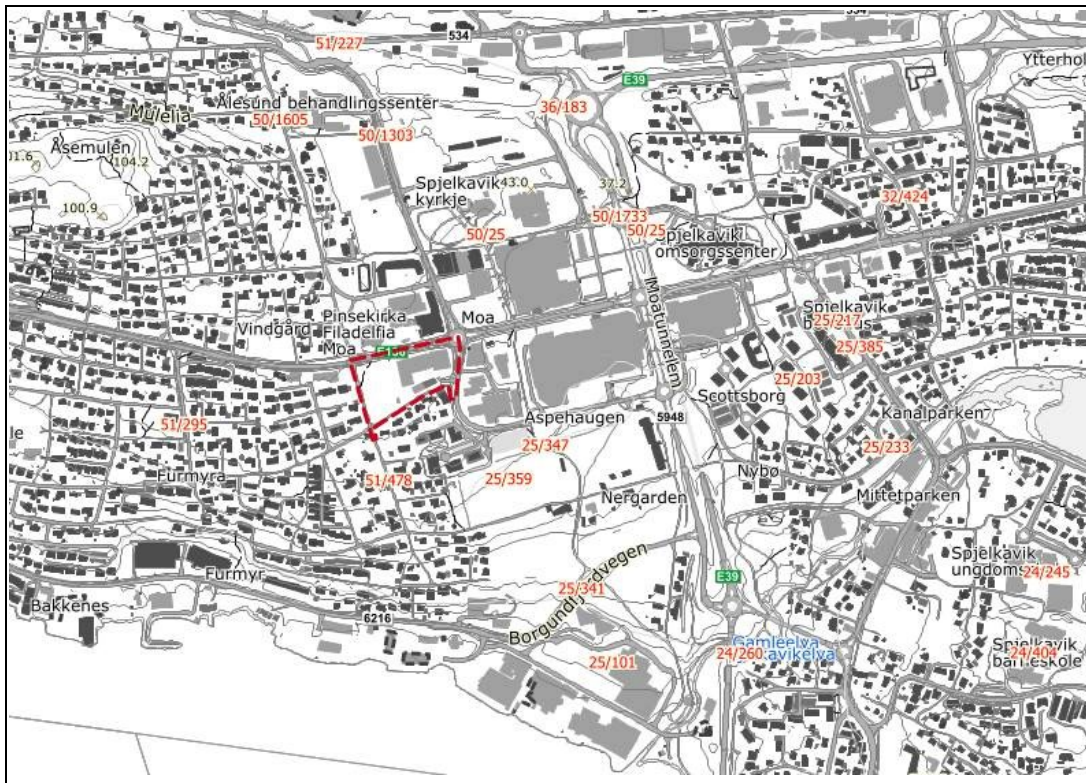 534
534
51/227
E39
Ytterhol
36/183
Ålesund behandlingssenter
50/1605
Mulelia
50/1303
Åsemulen
104.2
100.9
Spjelkavik
kyrkje
43.0
37.2
50/25
50/1733
50/25
Spjelkavik
omsorgssenter
32/424
Vindgård
Pinsekirka
Filadelfia
Moa
Moa
Moatunnelen
Spjelkavik
25/217
25/385
25/203
Scottsborg
Aspehaugen
5948
Kanalparken
51/295
Furmyra
51/478
25/347
25/359
25/233
Nybø
Mittetparken
Nergarden
Furmyr
Bakkenes
6216
Borgundfjordvegen
25/341
E39
Spjelkavik
24/245
Gamleelva
24/260
25/101
24/404